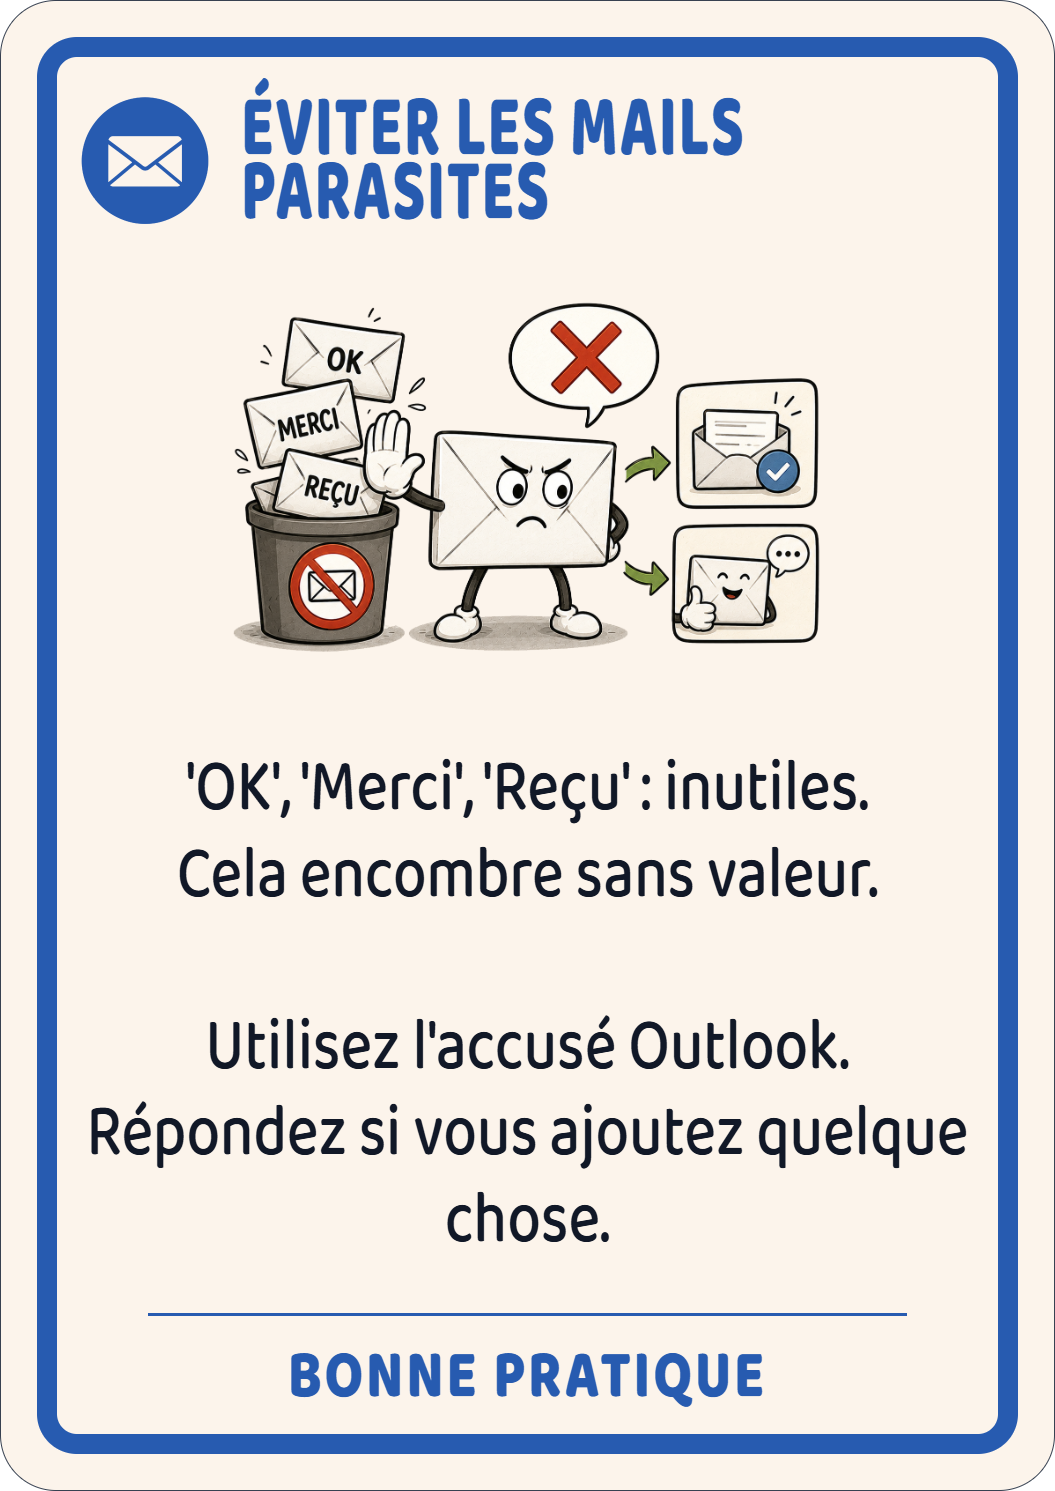 ÉVITER LES MAILS
PARASITES
OK
MERCI
REÇU
'OK', 'Merci', 'Reçu' : inutiles.
Cela encombre sans valeur.
Utilisez l'accusé Outlook.
Répondez si vous ajoutez quelque
chose.
BONNE PRATIQUE